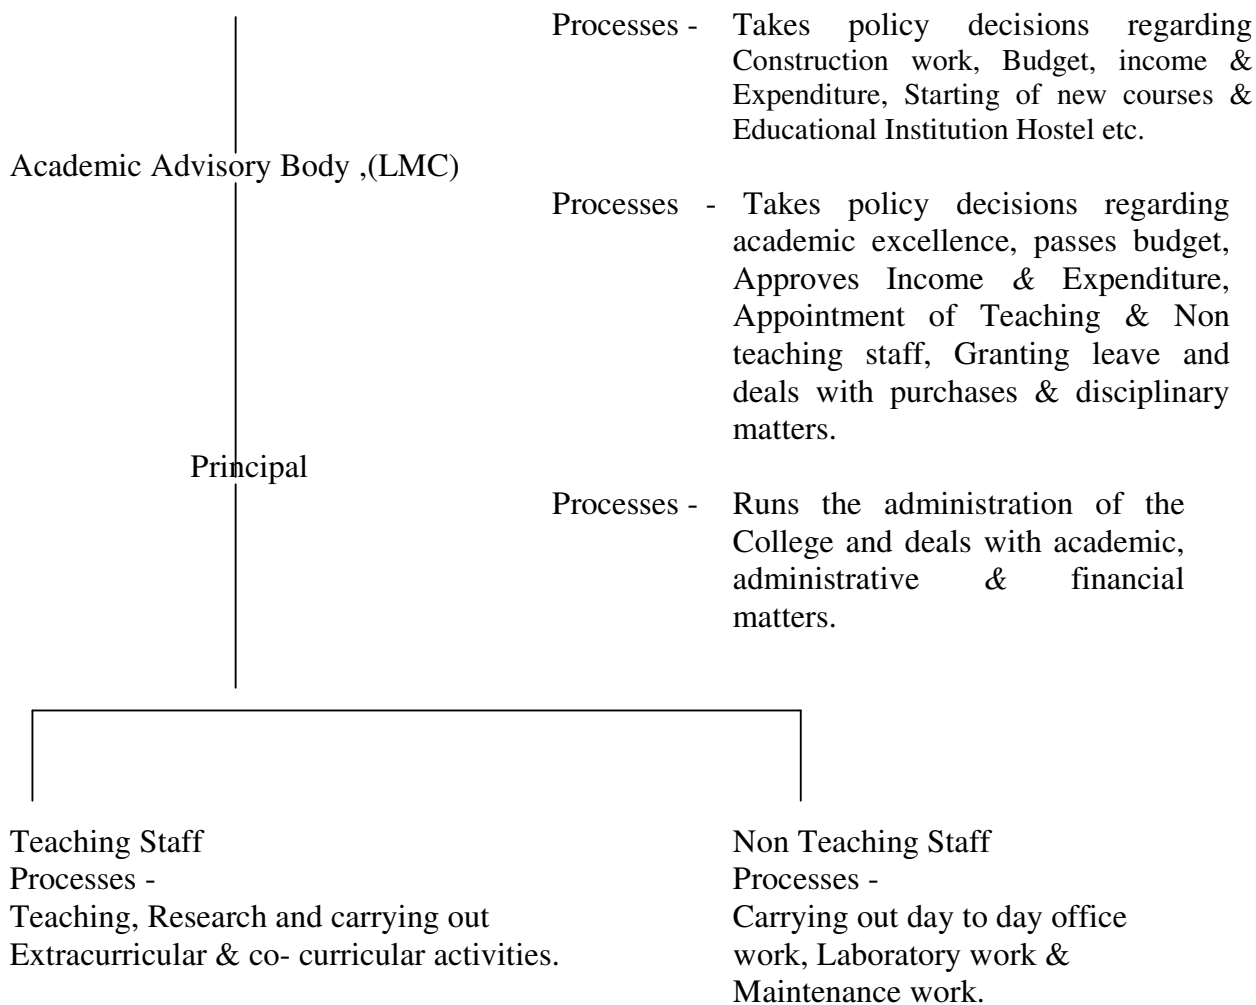 Processes - Takes policy decisions regarding
Construction work, Budget, income &
Expenditure, Starting of new courses &
Educational Institution Hostel etc.
Academic Advisory Body ,(LMC)
Processes - Takes policy decisions regarding
academic excellence, passes budget,
Approves Income & Expenditure,
Appointment of Teaching & Non
teaching staff, Granting leave and
deals with purchases & disciplinary
matters.
Principal
Processes - Runs the administration of the
College and deals with academic,
administrative & financial
matters.
Teaching Staff
Processes -
Teaching, Research and carrying out
Extracurricular & co- curricular activities.
Non Teaching Staff
Processes -
Carrying out day to day office
work, Laboratory work &
Maintenance work.